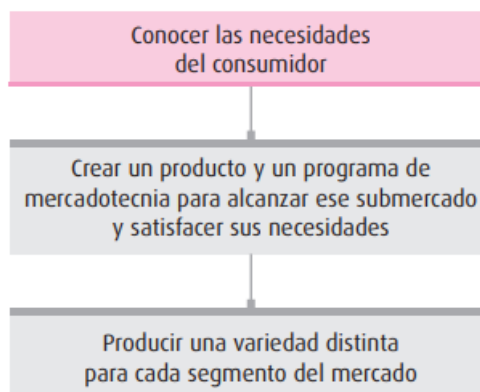 Conocer las necesidades
del consumidor
Crear un producto y un programa de
mercadotecnia para alcanzar ese submercado
y satisfacer sus necesidades
Producir una variedad distinta
para cada segmento del mercado